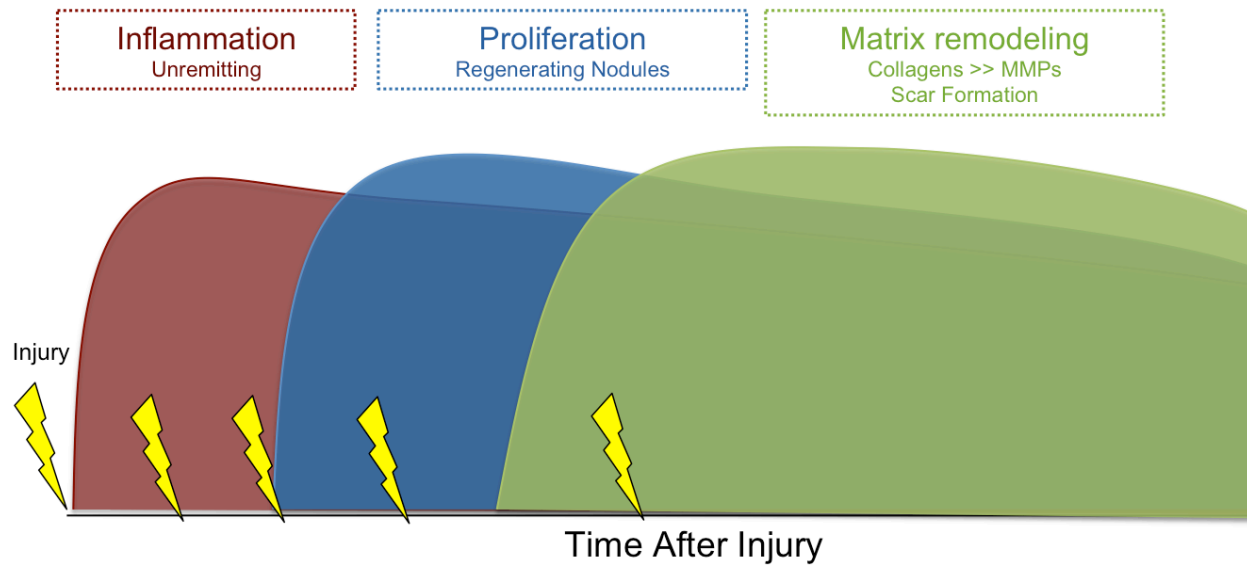 Inflammation
Unremitting
Proliferation
Regenerating Nodules
Matrix remodeling
Collagens >> MMPs
Scar Formation
Injury
Time After Injury